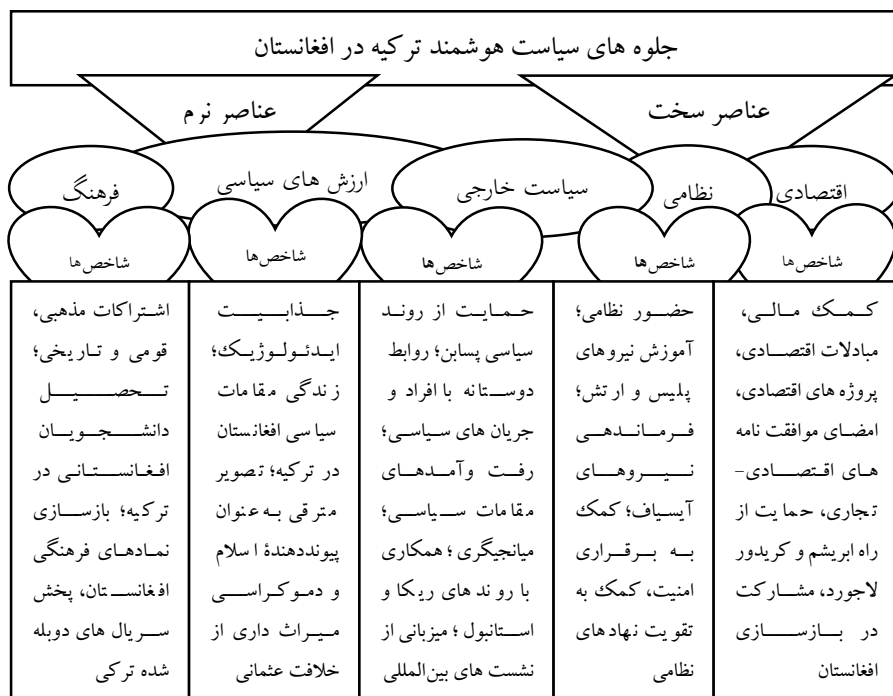 جلوه های سیاست هوشمند ترکیه در افغانستان
عناصر سخت
عناصر نرم
اقتصادی
نظامی
سیاست خارجی
ارزش های سیاسی
فرهنگ
شاخص‌ها
شاخص‌ها
شاخص‌ها
شاخص‌ها
شاخص‌ها
کمک مالی،
مبادلات اقتصادی،
پروژه های اقتصادی،
امضای موافقت نامه
های اقتصادی-
تجاری، حمایت از
راه ابریشم و کریدور
لاجورد، مشارکت
در بازسازی
افغانستان
حضور نظامی؛
آموزش نیروهای
پلیس و ارتش؛
فرماندهی
نیروهای
آیسیاف؛ کمک
به برقراری
امنیت، کمک به
تقویت نهادهای
نظامی
حمایت از روند
سیاسی پسابن؛ روابط
دوستانه با افراد و
جریان های سیاسی؛
رفت وآمدهای
مقامات سیاسی؛
میانجیگری؛ همکاری
با روند های ریکا و
استانبول؛ میزبانی از
نشست های بین‌المللی
جذابیت
ایدئولوژیک؛
زندگی مقامات
سیاسی افغانستان
در ترکیه؛ تصویر
مترقی به عنوان
پیونددهندۀ اسلام
و دموکراسی
میراث داری از
خلافت عثمانی
اشتراکات مذهبی،
قومی و تاریخی؛
تحصیل
دانشجویان
افغانستانی در
ترکیه؛ بازسازی
نمادهای فرهنگی
افغانستان، پخش
سریال های دوبله
شده ترکی